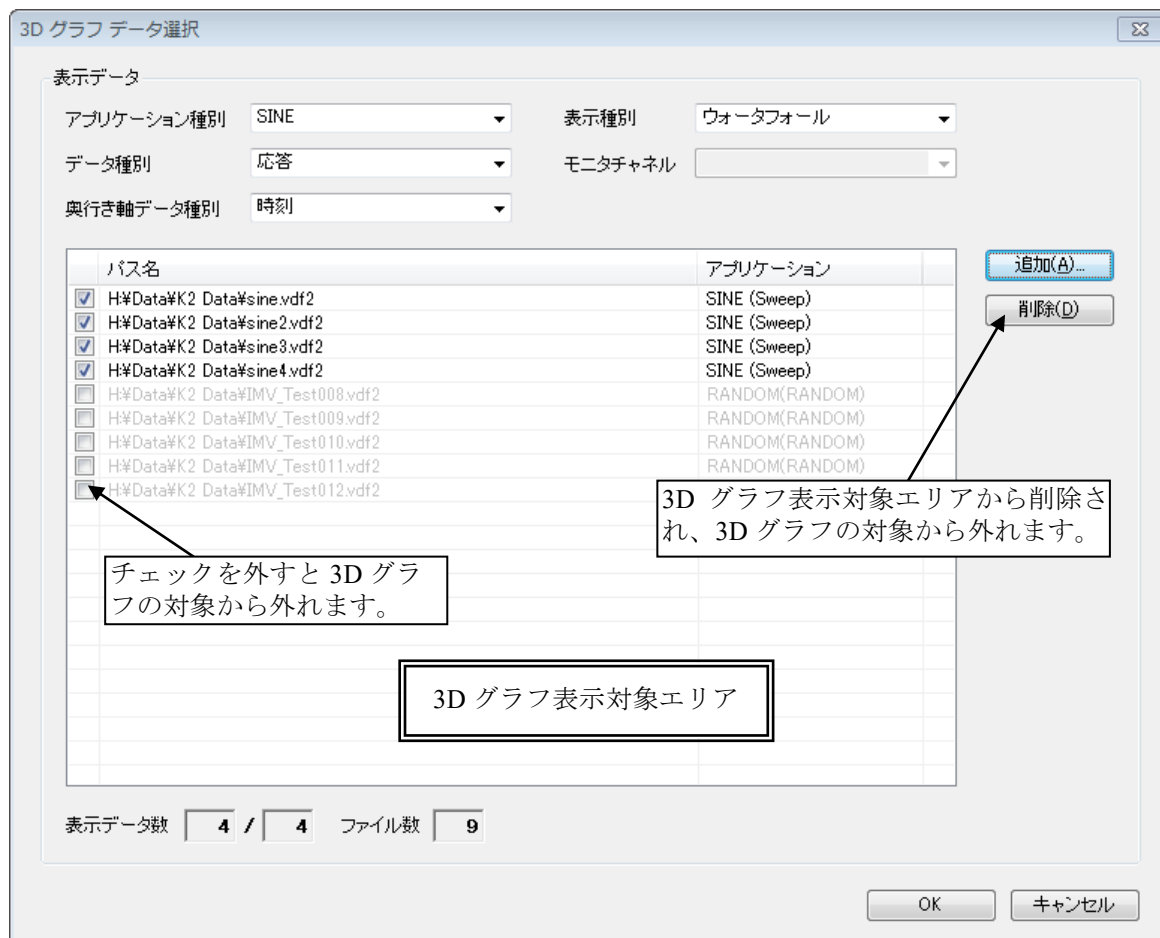 3D グラフ データ選択
表示データ
アプリケーション種別 SINE 表示種別 ウォータフォール
データ種別 応答 モニタチャネル
奥行き軸データ種別 時刻
パス名 アプリケーション
追加(A)...
H:¥Data¥K2 Data¥sine.vdf2 SINE (Sweep)
削除(D)
H:¥Data¥K2 Data¥sine2.vdf2 SINE (Sweep)
H:¥Data¥K2 Data¥sine3.vdf2 SINE (Sweep)
H:¥Data¥K2 Data¥sine4.vdf2 SINE (Sweep)
H:¥Data¥K2 Data¥IMV_Test008.vdf2 RANDOM(RANDOM)
H:¥Data¥K2 Data¥IMV_Test009.vdf2 RANDOM(RANDOM)
H:¥Data¥K2 Data¥IMV_Test010.vdf2 RANDOM(RANDOM)
H:¥Data¥K2 Data¥IMV_Test011.vdf2 RANDOM(RANDOM)
H:¥Data¥K2 Data¥IMV_Test012.vdf2
3D グラフ表示対象エリアから削除さ
れ、3D グラフの対象から外れます。
チェックを外すと 3D グラ
フの対象から外れます。
3D グラフ表示対象エリア
表示データ数 4 / 4 ファイル数 9
OK キャンセル